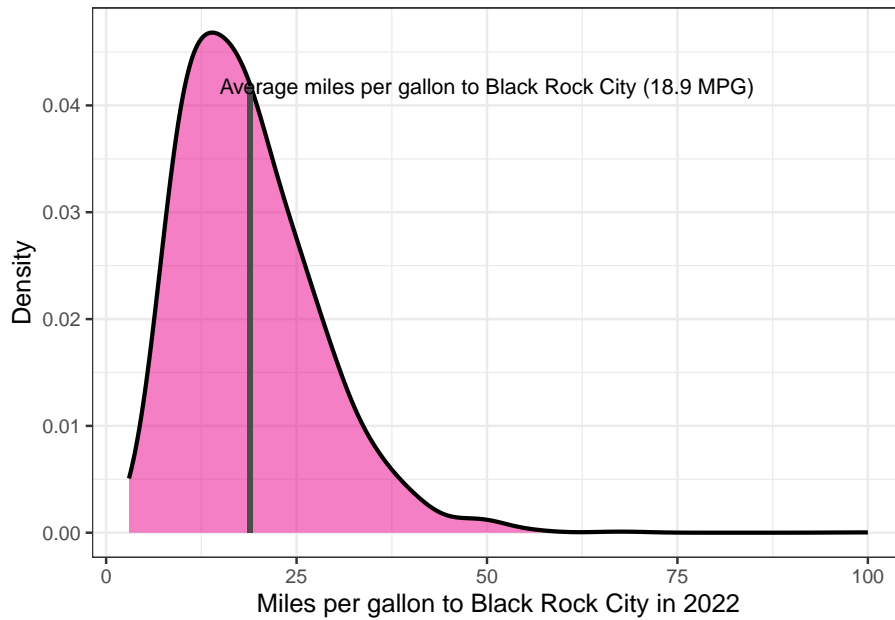 Average miles per gallon to Black Rock City (18.9 MPG)
0.04
0.03
0.02
0.01
0.00
Density
0 25 50 75 100
Miles per gallon to Black Rock City in 2022